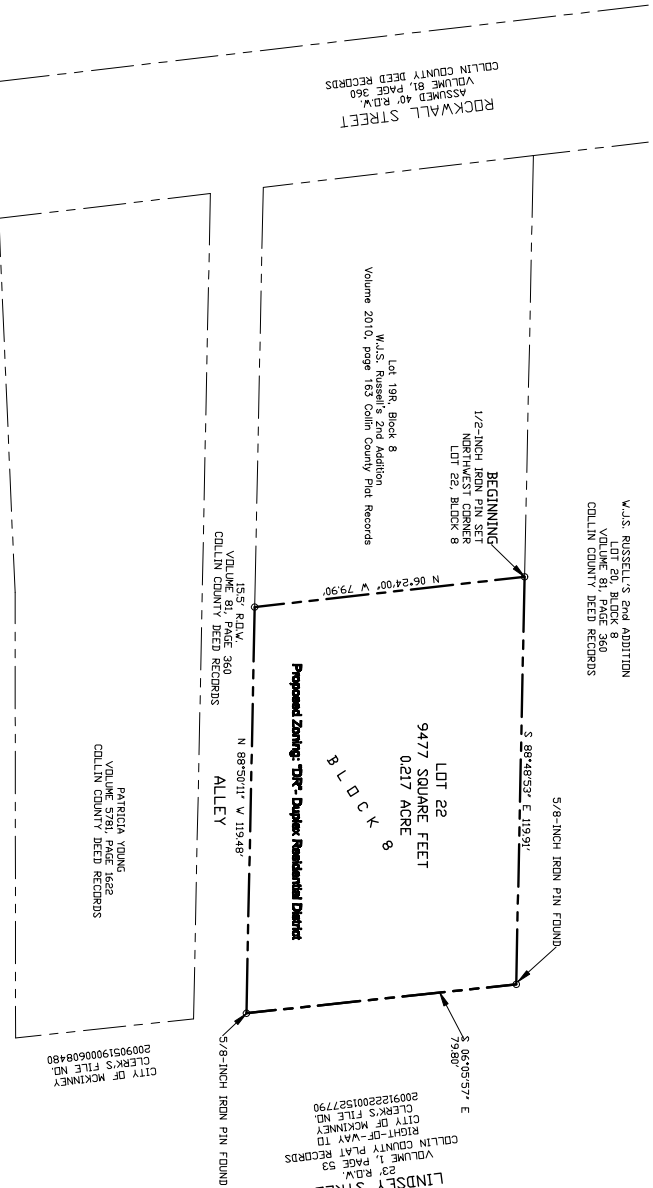 ROCKWALL STREET
ASSUMED 40' R.O.W.
VOLUME 81, PAGE 360
COLLIN COUNTY DEED RECORDS
W.J.S. RUSSELL'S 2nd ADDITION
LOT 20, BLOCK 8
VOLUME 81, PAGE 360
COLLIN COUNTY DEED RECORDS
Lot 19R, Block 8
W.J.S. Russell's 2nd Addition
Volume 2010, page 163 Collin County Plat Records
BEGINNING
1/2-INCH IRON PIN SET
NORTHWEST CORNER
LOT 22, BLOCK 8
N 06°24'00" W 79.90'
S 88°48'53" E 119.91'
5/8-INCH IRON PIN FOUND
LOT 22
9477 SQUARE FEET
0.217 ACRE
BLOCK 8
Proposed Zoning: "DR"- Duplex Residential District
N 88°50'11" W 119.48'
ALLEY
15.5' R.O.W.
VOLUME 81, PAGE 360
COLLIN COUNTY DEED RECORDS
PATRICIA YOUNG
VOLUME 5781, PAGE 1622
COLLIN COUNTY DEED RECORDS
S 06°05'57" E
79.80'
5/8-INCH IRON PIN FOUND
CITY OF MCKINNEY
CLERK'S FILE NO.
20090519000608480
LINDSEY STRE
23' R.O.W.
VOLUME 1, PAGE 53
COLLIN COUNTY PLAT RECORDS
RIGHT-OF-WAY TO
CITY OF MCKINNEY
CLERK'S FILE NO.
20091222001527790